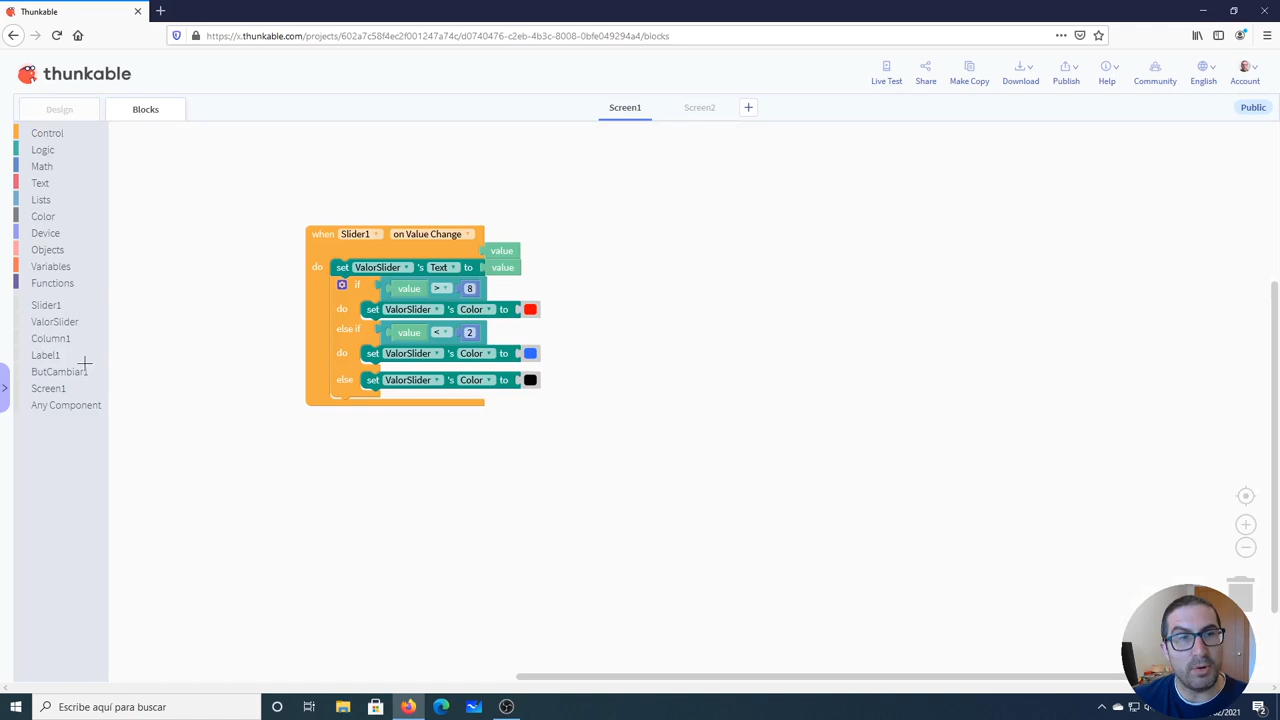 Thunkable
https://x.thunkable.com/projects/602a7c58f4ec2f001247a74c/d0740476-c2eb-4b3c-8008-0bfe049294a4/blocks
thunkable
Live Test
Share
Make Copy
Download
Publish
Help
Community
English
Account
Design
Blocks
Screen1
Screen2
+
Public
Control
Logic
Math
Text
Lists
Color
Device
Objects
Variables
Functions
Slider1
ValorSlider
Column1
Label1
ButCambiar1
Screen1
Any Component
when Slider1 on Value Change
value
do set ValorSlider 's Text to value
if value > 8
do set ValorSlider 's Color to
else if value < 2
do set ValorSlider 's Color to
else set ValorSlider 's Color to
Escribe aquí para buscar
/2021
2